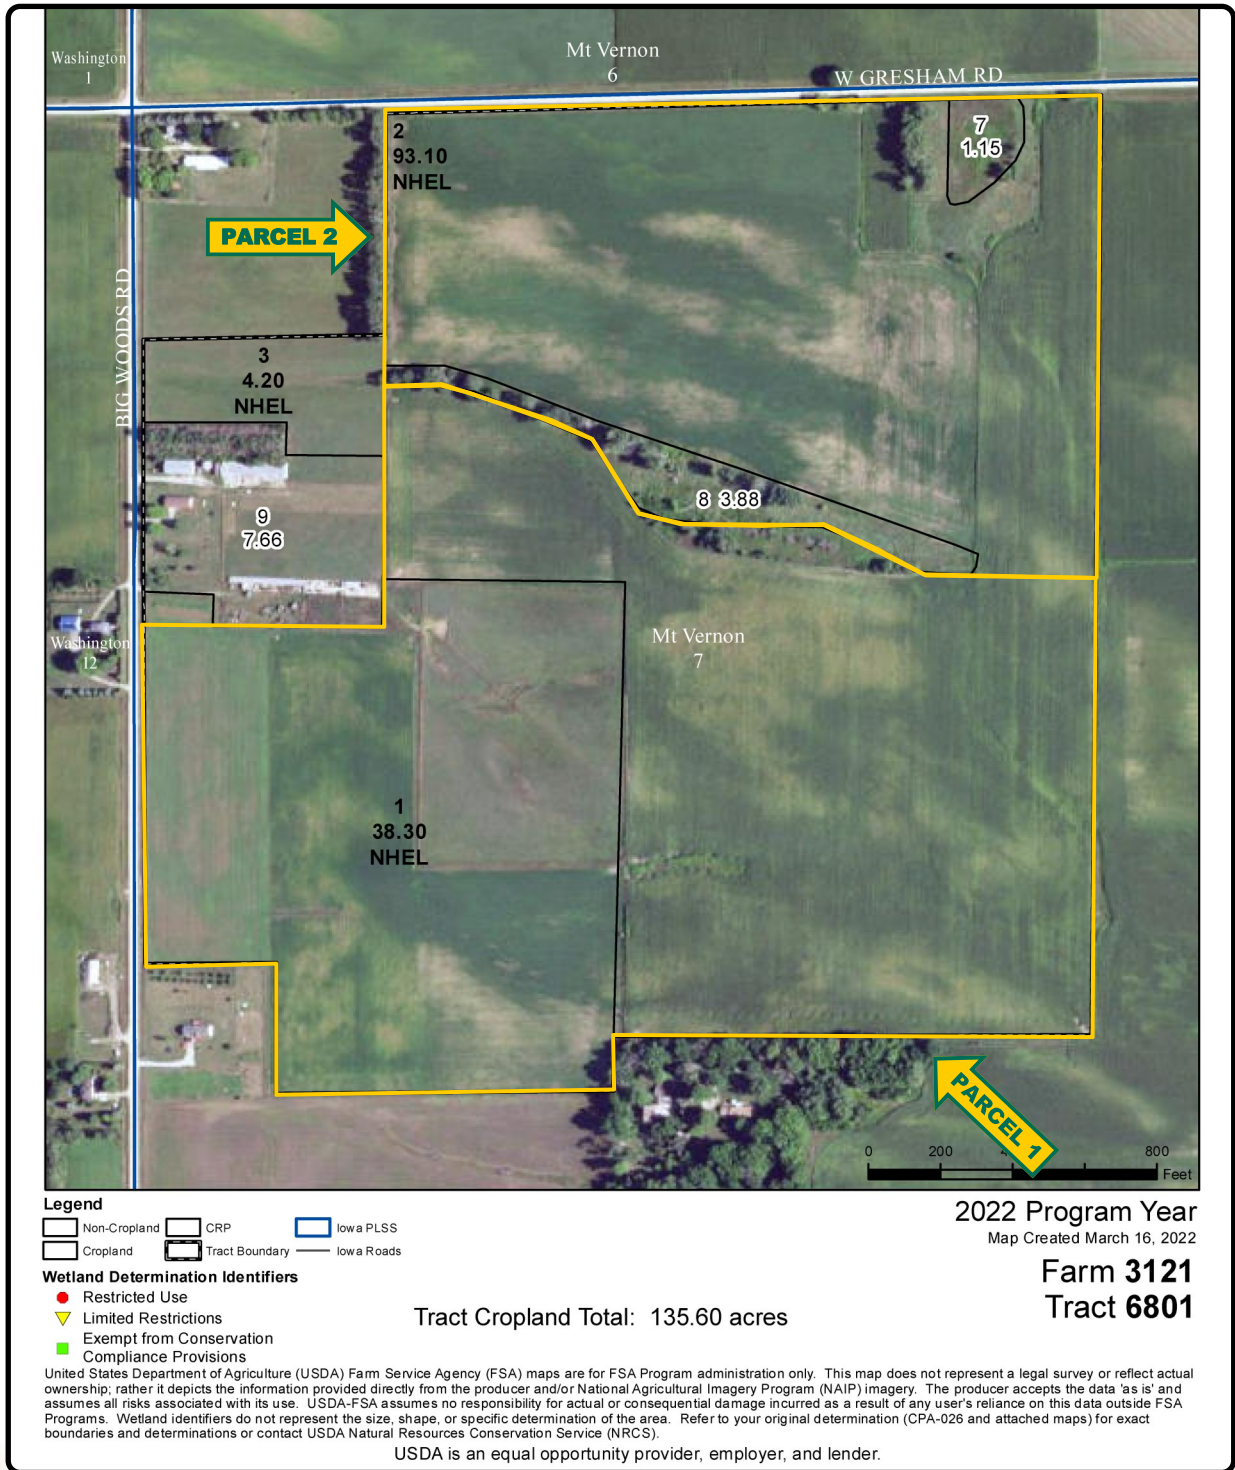 Washington
1
Mt Vernon
6
W GRESHAM RD
2
93.10
NHEL
7
1.15
PARCEL 2
BIG WOODS RD
3
4.20
NHEL
8 3.88
9
7.66
Washington
12
Mt Vernon
7
1
38.30
NHEL
PARCEL 1
0 200 800
Feet
Legend
Non-Cropland CRP Iowa PLSS
Cropland Tract Boundary Iowa Roads
Wetland Determination Identifiers
Restricted Use
Limited Restrictions
Exempt from Conservation
Compliance Provisions
Tract Cropland Total: 135.60 acres
2022 Program Year
Map Created March 16, 2022
Farm 3121
Tract 6801
United States Department of Agriculture (USDA) Farm Service Agency (FSA) maps are for FSA Program administration only. This map does not represent a legal survey or reflect actual
ownership; rather it depicts the information provided directly from the producer and/or National Agricultural Imagery Program (NAIP) imagery. The producer accepts the data 'as is' and
assumes all risks associated with its use. USDA-FSA assumes no responsibility for actual or consequential damage incurred as a result of any user's reliance on this data outside FSA
Programs. Wetland identifiers do not represent the size, shape, or specific determination of the area. Refer to your original determination (CPA-026 and attached maps) for exact
boundaries and determinations or contact USDA Natural Resources Conservation Service (NRCS).
USDA is an equal opportunity provider, employer, and lender.